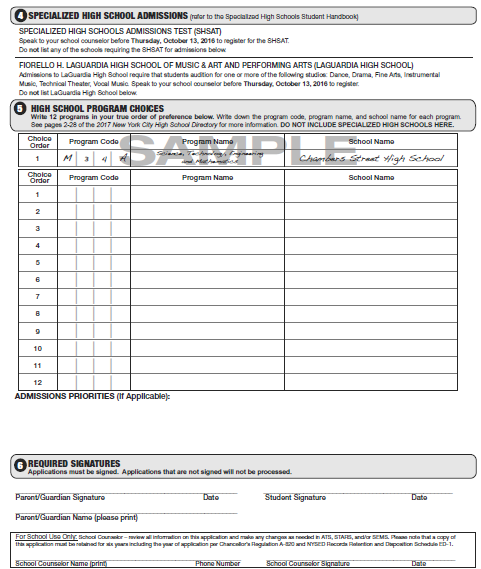 4 SPECIALIZED HIGH SCHOOL ADMISSIONS (refer to the Specialized High Schools Student Handbook)
SPECIALIZED HIGH SCHOOLS ADMISSIONS TEST (SHSAT)
Speak to your school counselor before Thursday, October 13, 2016 to register for the SHSAT.
Do not list any of the schools requiring the SHSAT for admissions below.
FIORELLO H. LAGUARDIA HIGH SCHOOL OF MUSIC & ART AND PERFORMING ARTS (LAGUARDIA HIGH SCHOOL)
Admissions to LaGuardia High School require that students audition for one or more of the following studios: Dance, Drama, Fine Arts, Instrumental
Music, Technical Theater, Vocal Music. Speak to your school counselor before Thursday, October 13, 2016 to register.
Do not list LaGuardia High School below.
5 HIGH SCHOOL PROGRAM CHOICES
Write 12 programs in your true order of preference below. Write down the program code, program name, and school name for each program.
See pages 2-28 of the 2017 New York City High School Directory for more information. DO NOT INCLUDE SPECIALIZED HIGH SCHOOLS HERE.
Choice Order Program Code Program Name School Name
SAMPLE
1 M 3 4 A Science, Technology, Engineering and Mathematics Chambers Street High School
Choice Order Program Code Program Name School Name
1
2
3
4
5
6
7
8
9
10
11
12
ADMISSIONS PRIORITIES (If Applicable):
6 REQUIRED SIGNATURES
Applications must be signed. Applications that are not signed will not be processed.
Parent/Guardian Signature Date Student Signature Date
Parent/Guardian Name (please print)
For School Use Only: School Counselor - review all information on this application and make any changes as needed in ATS, STARS, and/or SEMS. Please note that a copy of
this application must be retained for six years including the year of application per Chancellor's Regulation A-820 and NYSED Records Retention and Disposition Schedule ED-1.
School Counselor Name (print) Phone Number School Counselor Signature Date